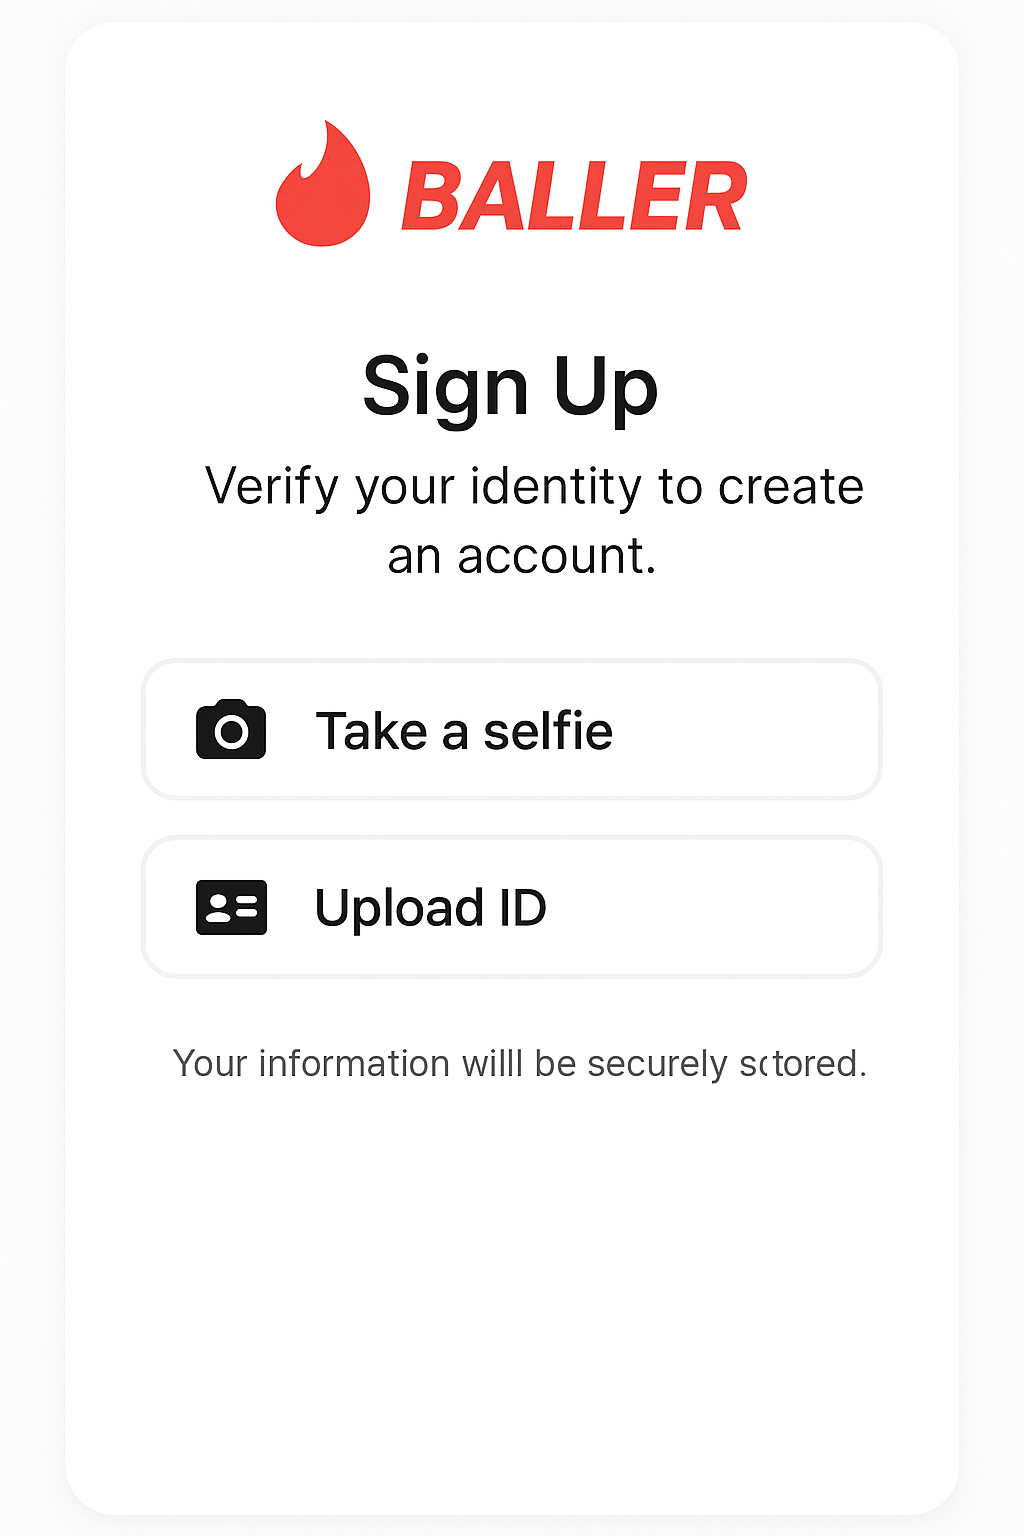 BALLER
Sign Up
Verify your identity to create
an account.
Take a selfie
Upload ID
Your information willl be securely sctored.